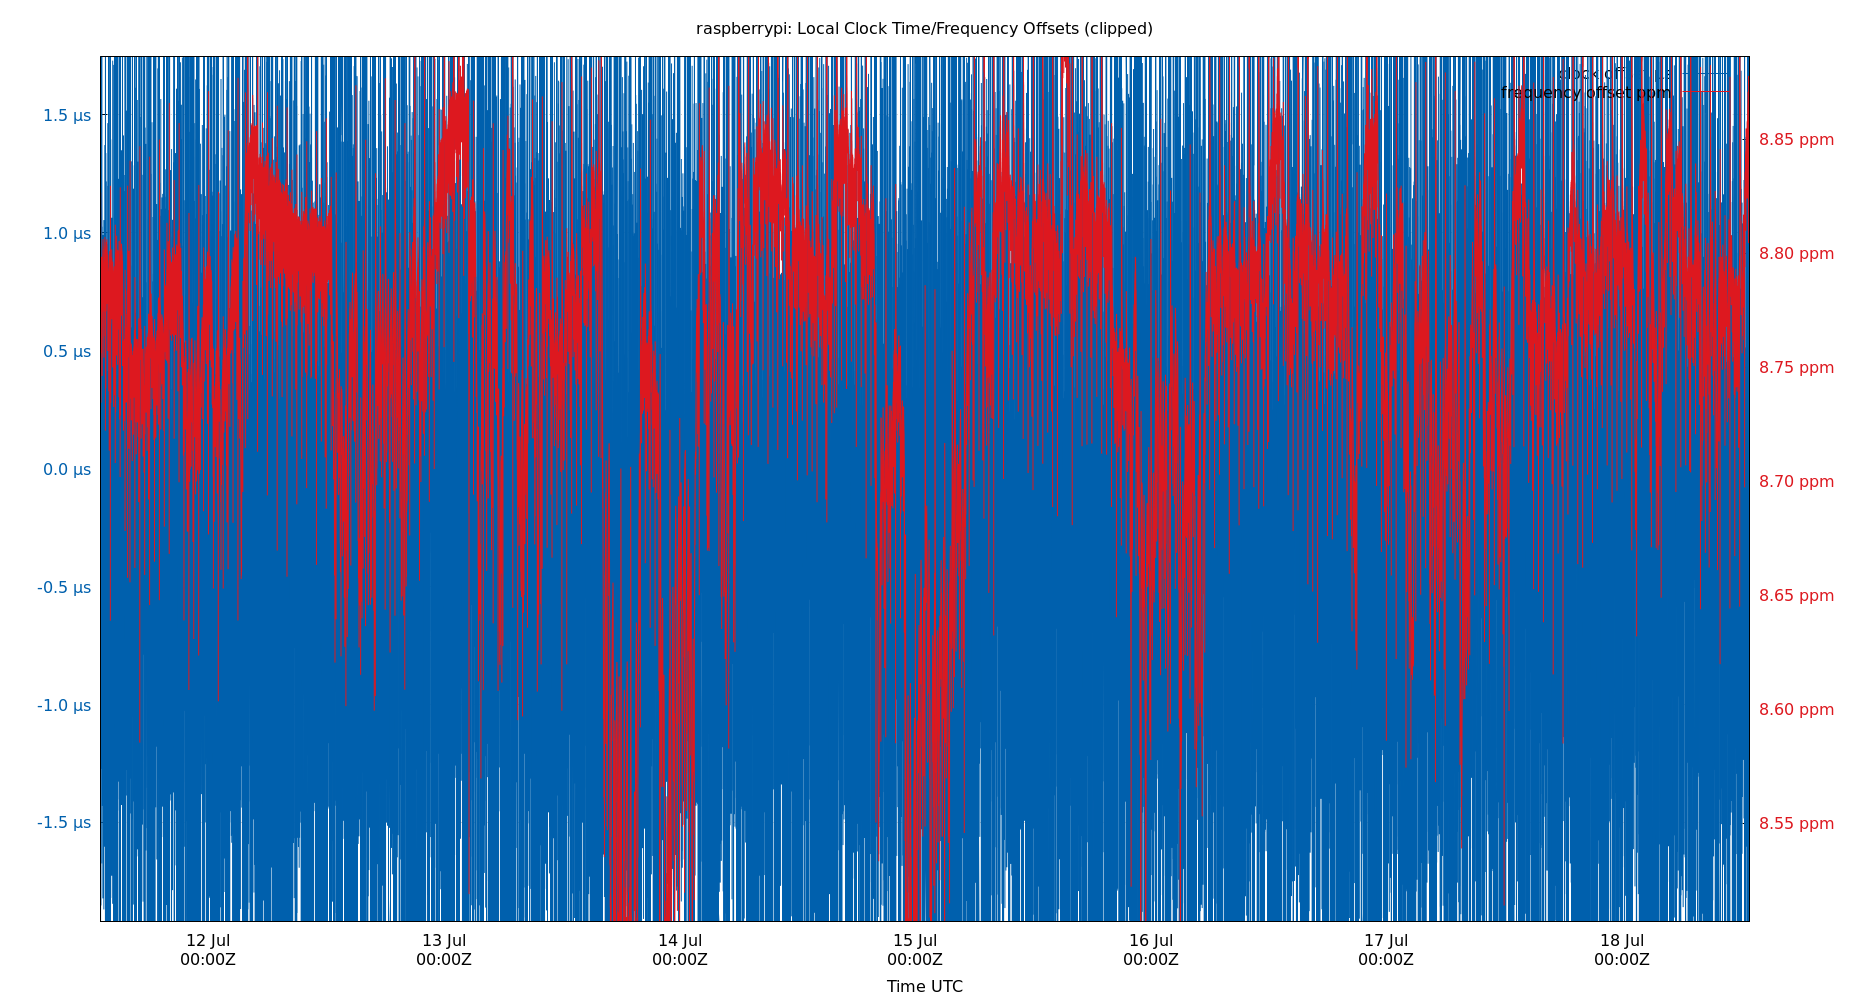 raspberrypi: Local Clock Time/Frequency Offsets (clipped)
clock off
frequency offset ppm
1.5 µs
1.0 µs
0.5 µs
0.0 µs
-0.5 µs
-1.0 µs
-1.5 µs
8.85 ppm
8.80 ppm
8.75 ppm
8.70 ppm
8.65 ppm
8.60 ppm
8.55 ppm
12 Jul 13 Jul 14 Jul 15 Jul 16 Jul 17 Jul 18 Jul
00:00Z 00:00Z 00:00Z 00:00Z 00:00Z 00:00Z 00:00Z
Time UTC